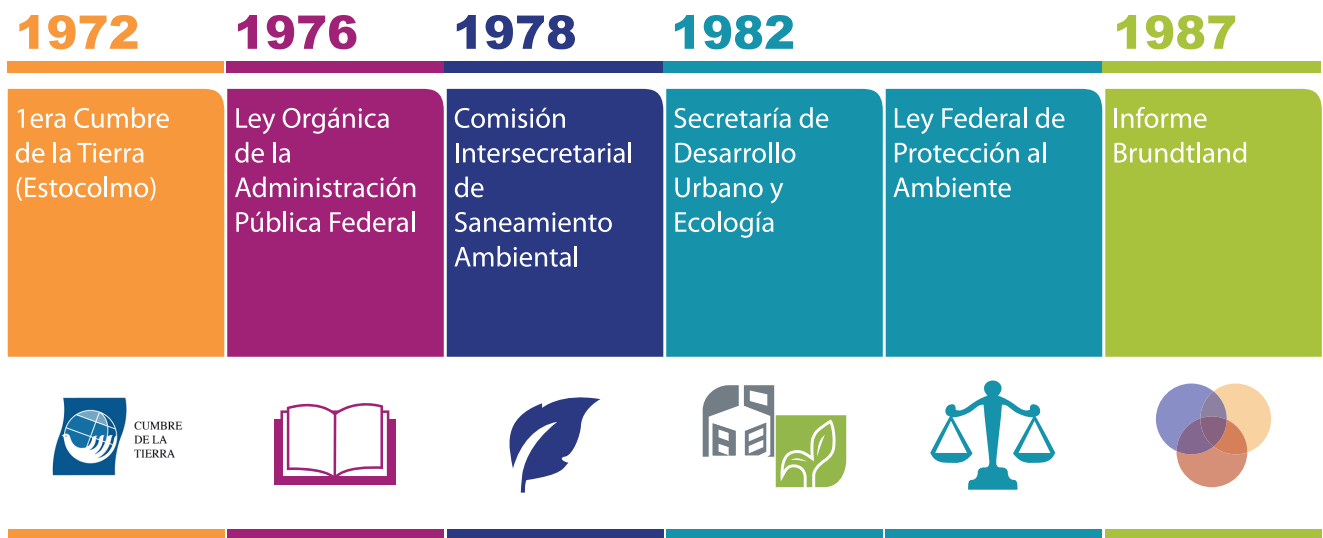 1972
1976
1978
1982
1987
1era Cumbre
de la Tierra
(Estocolmo)
Ley Orgánica
de la
Administración
Pública Federal
Comisión
Intersecretarial
de
Saneamiento
Ambiental
Secretaría de
Desarrollo
Urbano y
Ecología
Ley Federal de
Protección al
Ambiente
Informe
Brundtland
CUMBRE
DE LA
TIERRA